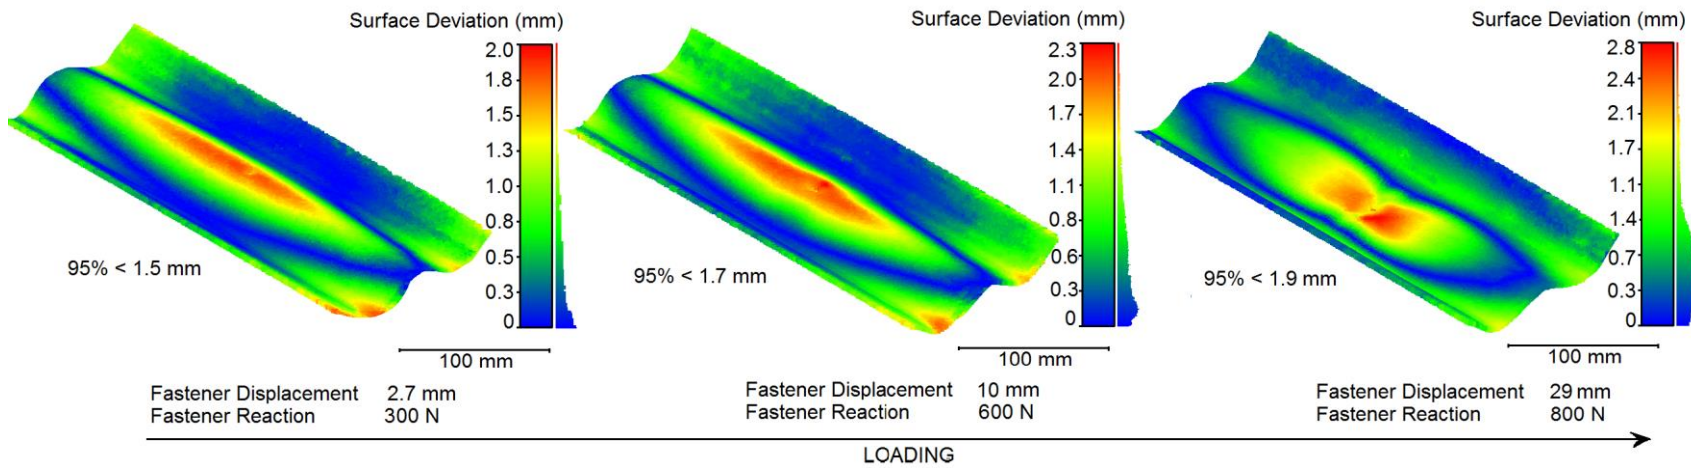 Surface Deviation (mm)
2.0
1.8
1.5
1.3
1.0
0.8
0.5
0.3
0
95% < 1.5 mm
100 mm
Fastener Displacement 2.7 mm
Fastener Reaction 300 N
Surface Deviation (mm)
2.3
2.0
1.7
1.4
1.1
0.8
0.6
0.3
0
95% < 1.7 mm
100 mm
Fastener Displacement 10 mm
Fastener Reaction 600 N
Surface Deviation (mm)
2.8
2.4
2.1
1.7
1.1
1.4
0.7
0.3
0
95% < 1.9 mm
100 mm
Fastener Displacement 29 mm
Fastener Reaction 800 N
LOADING